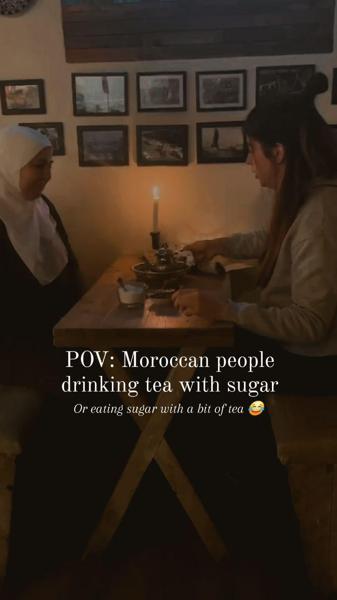 POV: Moroccan people
drinking tea with sugar
Or eating sugar with a bit of tea 😂